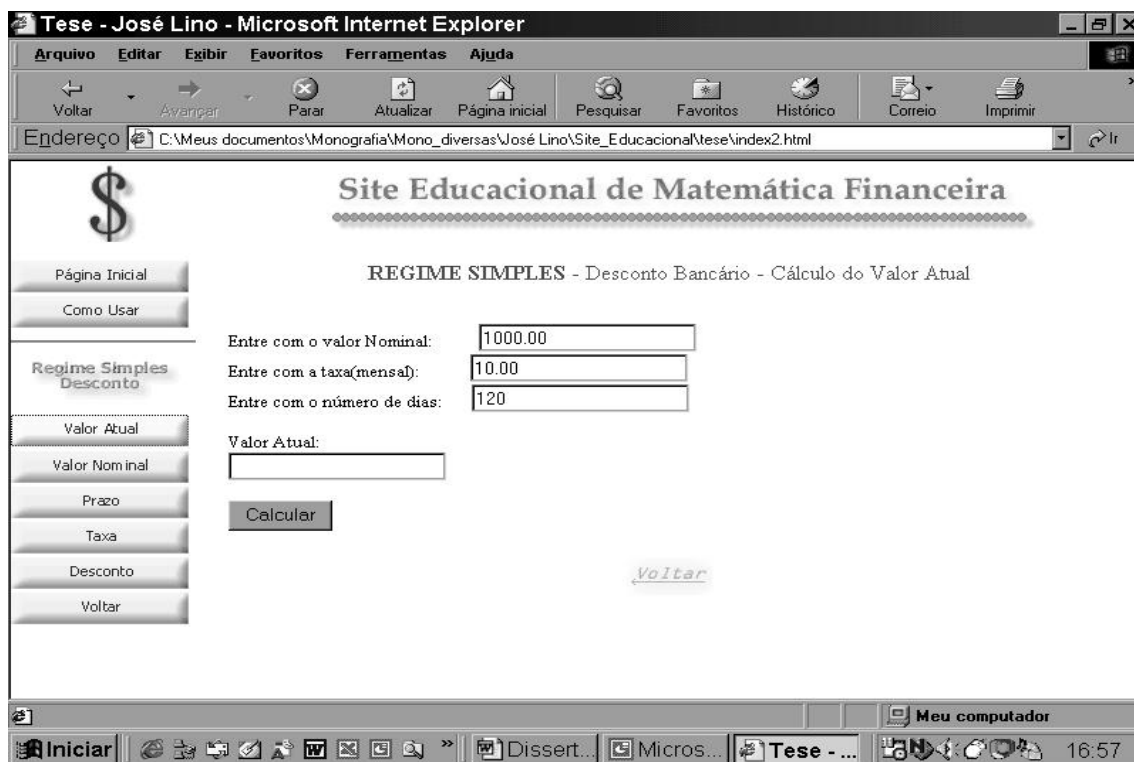 Tese - José Lino - Microsoft Internet Explorer
Arquivo Editar Exibir Favoritos Ferramentas Ajuda
Voltar Avançar Parar Atualizar Página inicial Pesquisar Favoritos Histórico Correio Imprimir »
Endereço C:\Meus documentos\Monografia\Mono_diversas\José Lino\Site_Educacional\tese\index2.html Ir
$
Site Educacional de Matemática Financeira
Página Inicial
Como Usar
Regime Simples
Desconto
Valor Atual
Valor Nominal
Prazo
Taxa
Desconto
Voltar
REGIME SIMPLES - Desconto Bancário - Cálculo do Valor Atual
Entre com o valor Nominal: 1000.00
Entre com a taxa(mensal): 10.00
Entre com o número de dias: 120
Valor Atual:
Calcular
Voltar
Meu computador
Iniciar » Dissert... Micros... Tese - ... 16:57